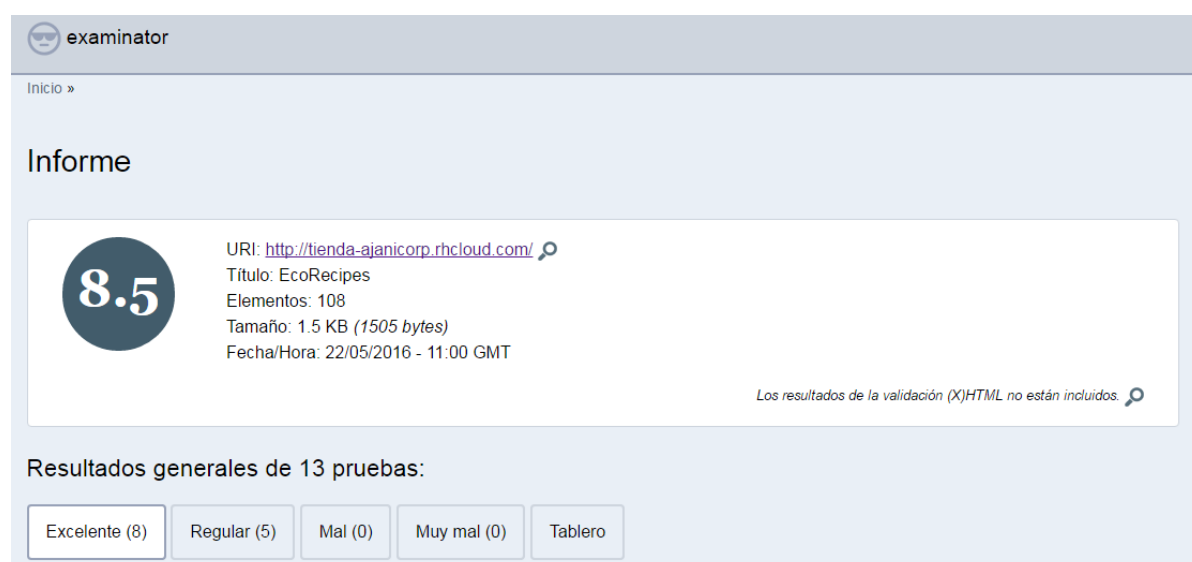 examinator
Inicio »
Informe
8.5
URI: http://tienda-ajanicorp.rhcloud.com/
Título: EcoRecipes
Elementos: 108
Tamaño: 1.5 KB (1505 bytes)
Fecha/Hora: 22/05/2016 - 11:00 GMT
Los resultados de la validación (X)HTML no están incluidos.
Resultados generales de 13 pruebas:
Excelente (8) Regular (5) Mal (0) Muy mal (0) Tablero